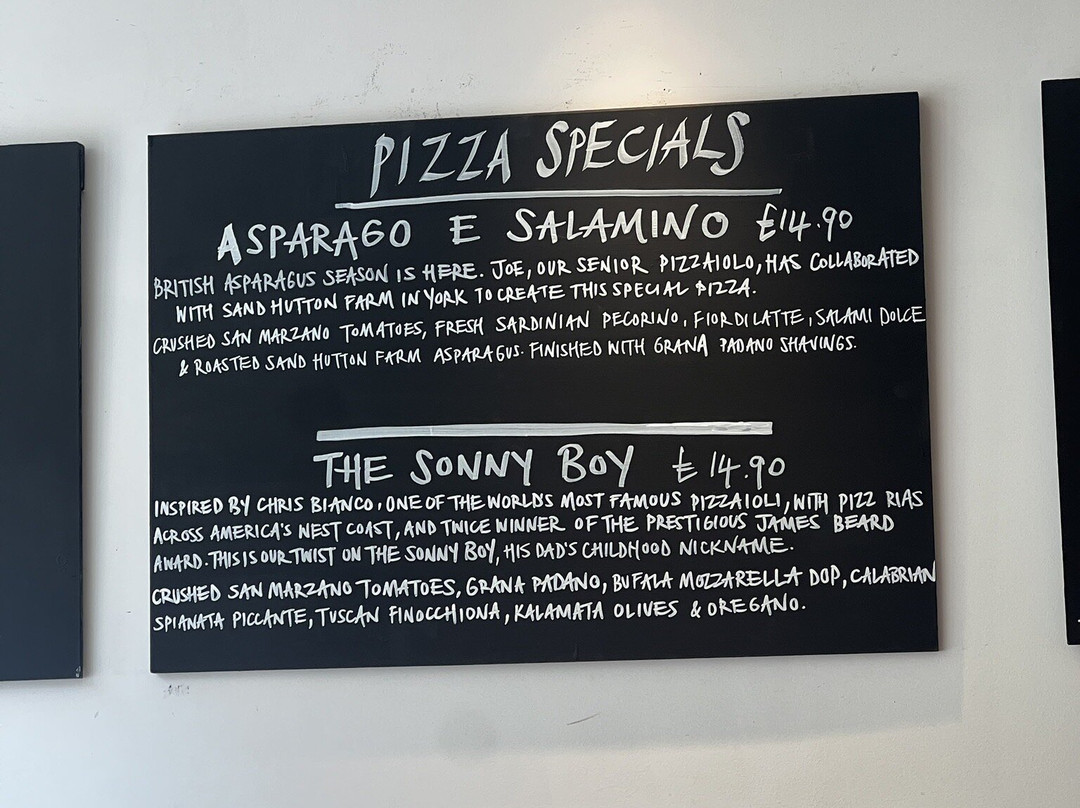 PIZZA SPECIALS
ASPARAGO E SALAMINO £14.90
BRITISH ASPARAGUS SEASON IS HERE. JOE, OUR SENIOR PIZZAIOLO, HAS COLLABORATED
WITH SAND HUTTON FARM IN YORK TO CREATE THIS SPECIAL PIZZA.
CRUSHED SAN MARZANO TOMATOES, FRESH SARDINIAN PECORINO, FIORDILATTE, SALAMI DOLCE
& ROASTED SAND HUTTON FARM ASPARAGUS. FINISHED WITH GRANA PADANO SHAVINGS.
THE SONNY BOY £14.90
INSPIRED BY CHRIS BIANCO, ONE OF THE WORLD'S MOST FAMOUS PIZZAIOLI, WITH PIZZ RIAS
ACROSS AMERICA'S WEST COAST, AND TWICE WINNER OF THE PRESTIGIOUS JAMES BEARD
AWARD. THIS IS OUR TWIST ON THE SONNY BOY, HIS DAD'S CHILDHOOD NICKNAME.
CRUSHED SAN MARZANO TOMATOES, GRANA PADANO, BUFALA MOZZARELLA DOP, CALABRIAN
SPIANATA PICCANTE, TUSCAN FINOCCHIONA, KALAMATA OLIVES & OREGANO.